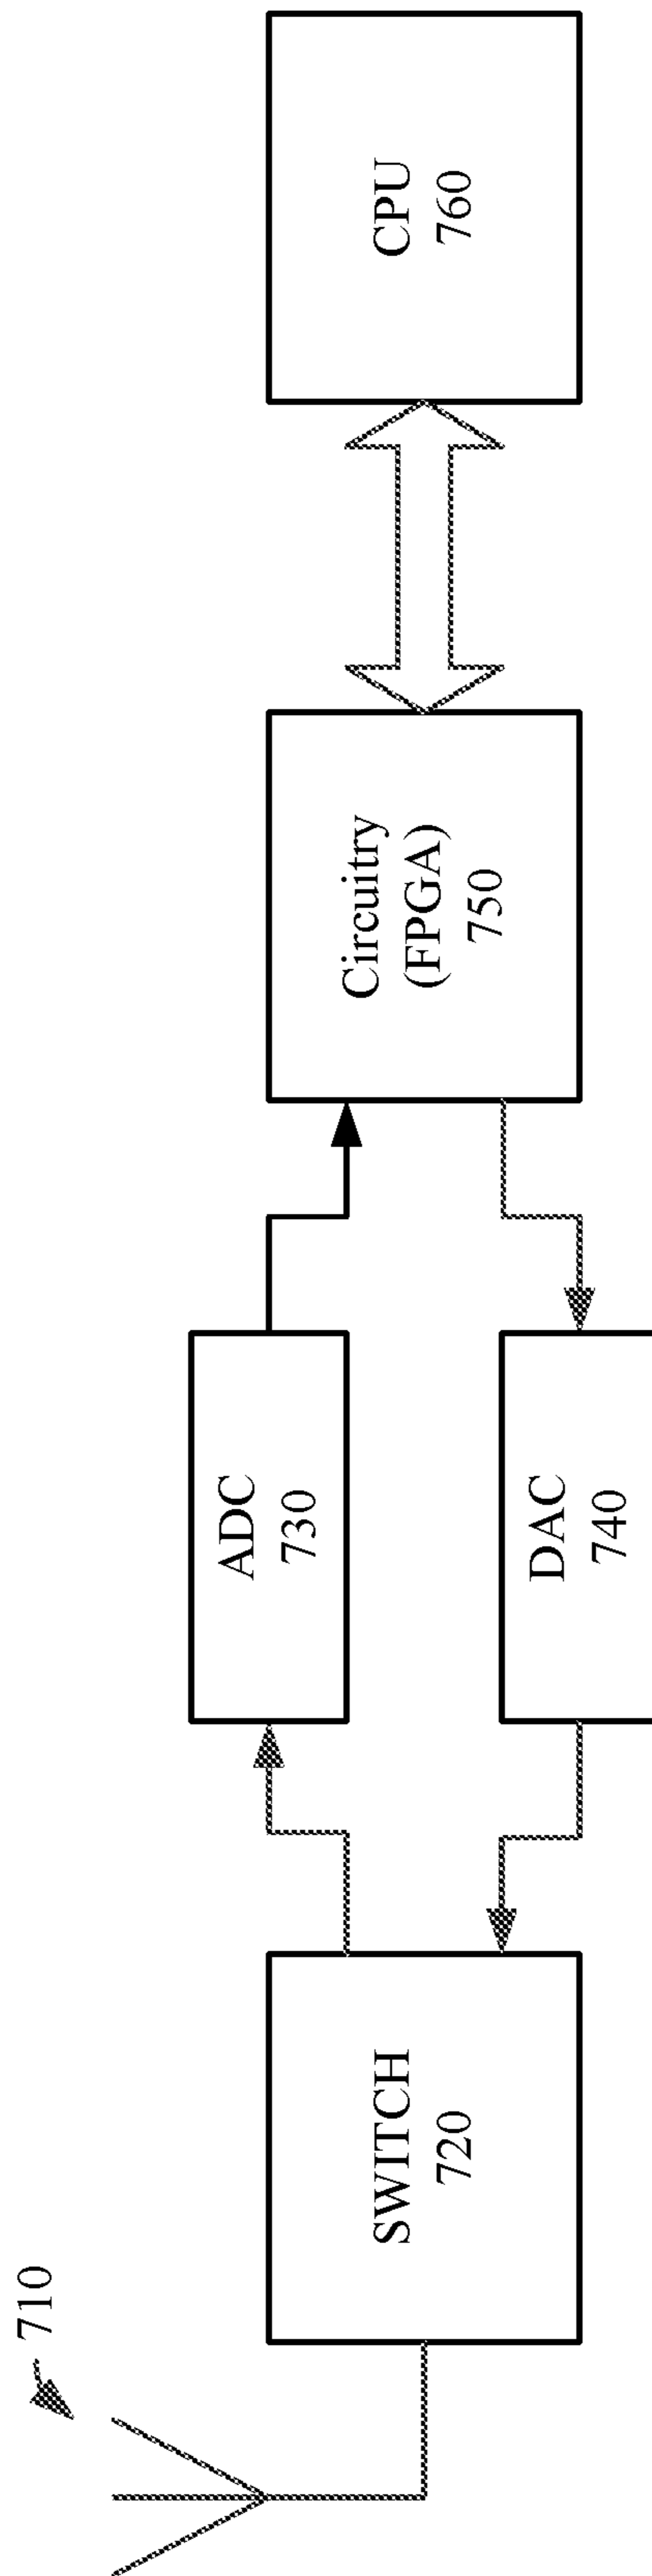 710
SWITCH
720
ADC
730
DAC
740
Circuitry
(FPGA)
750
CPU
760